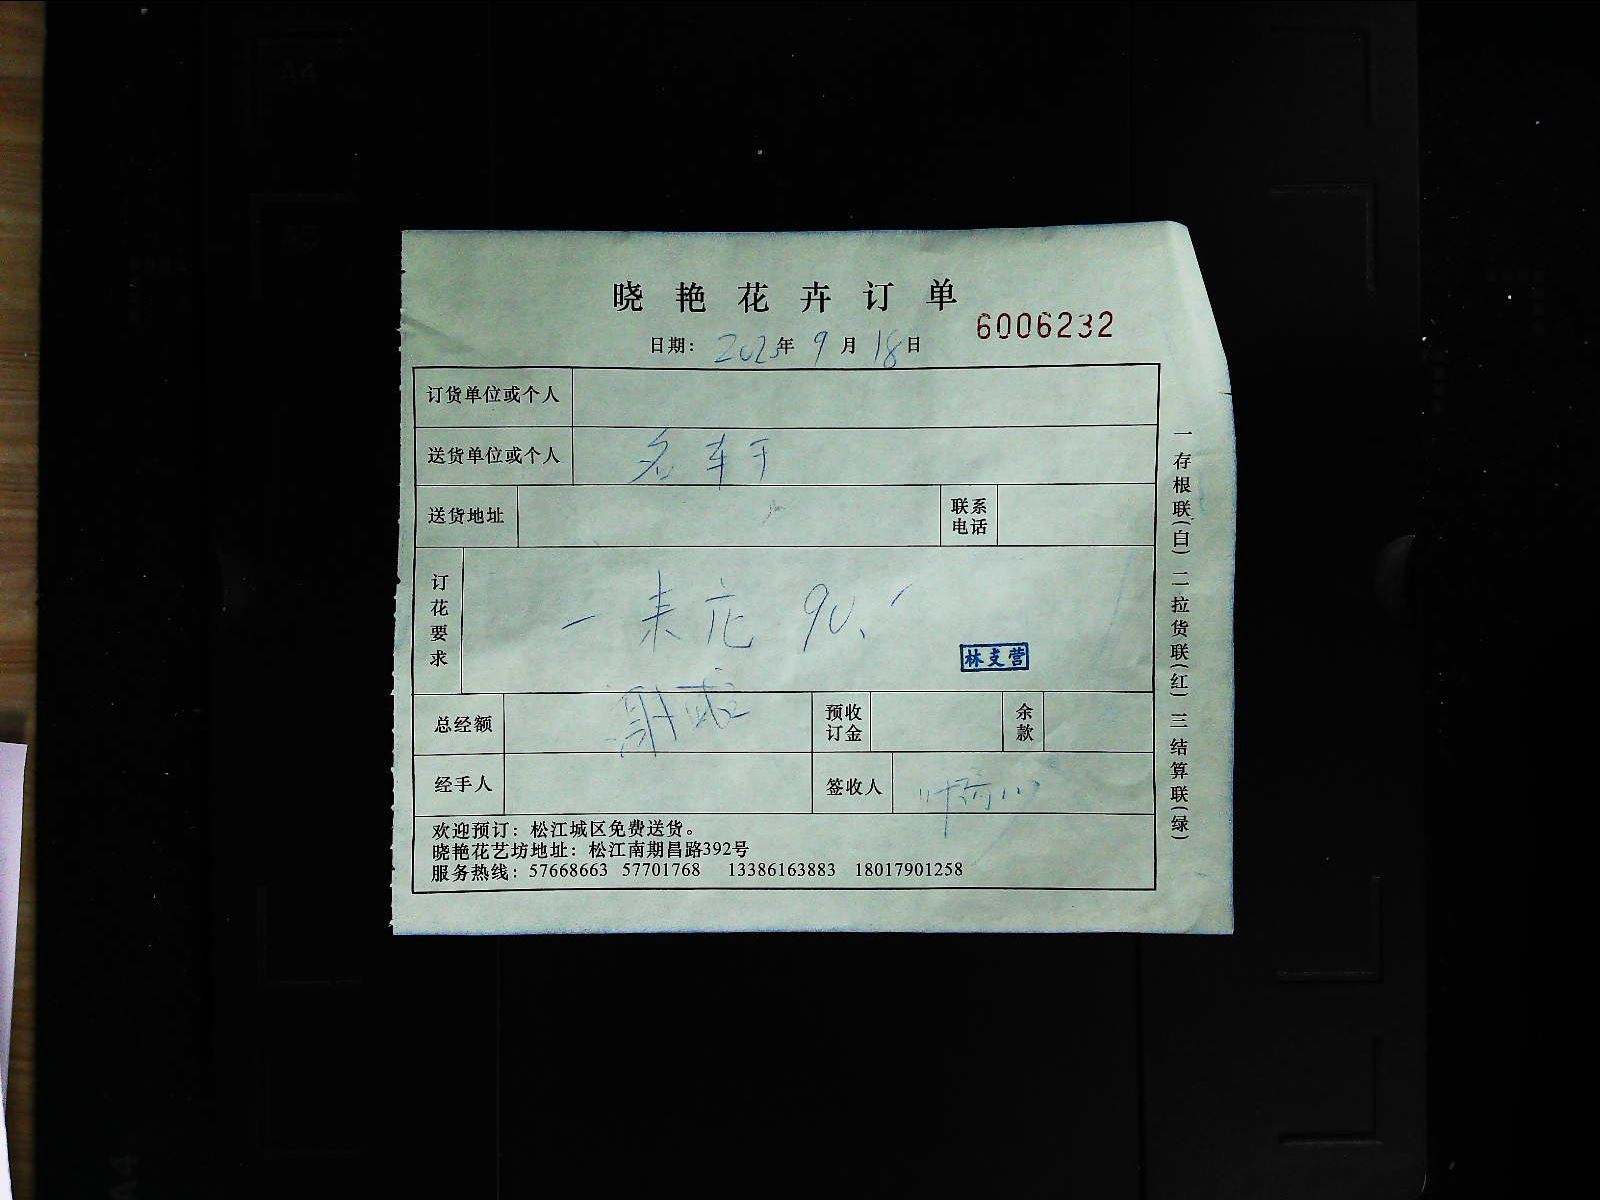 晓艳花卉订单
6006232
日期：2023年9月18日
订货单位或个人
送货单位或个人
送货地址
联系电话
订花要求
一束花 90、
林支营
总经额
预收订金
余款
经手人
签收人
欢迎预订：松江城区免费送货。
晓艳花艺坊地址：松江南期昌路392号
服务热线：57668663 57701768 13386163883 18017901258
一存根联（白）二拉货联（红）三结算联（绿）
A4